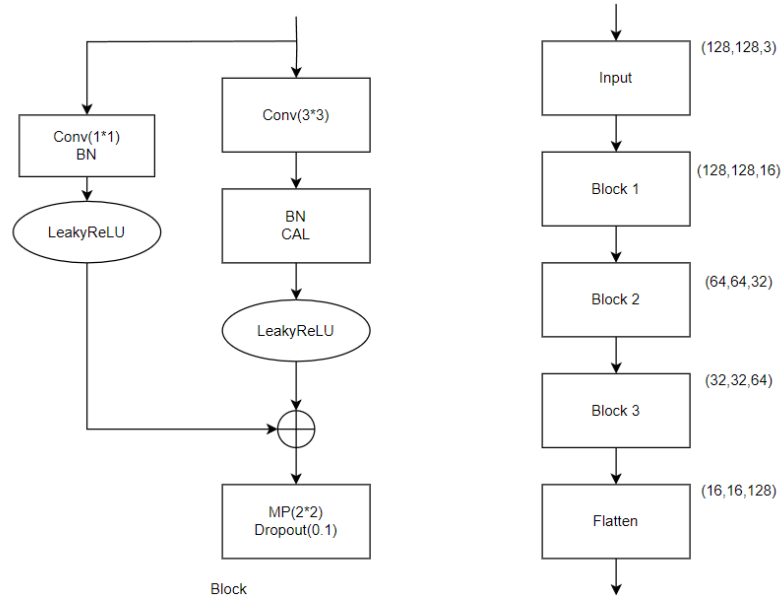 Conv(1*1)
BN
LeakyReLU
Conv(3*3)
BN
CAL
LeakyReLU
MP(2*2)
Dropout(0.1)
Block
(128,128,3)
Input
(128,128,16)
Block 1
(64,64,32)
Block 2
(32,32,64)
Block 3
(16,16,128)
Flatten